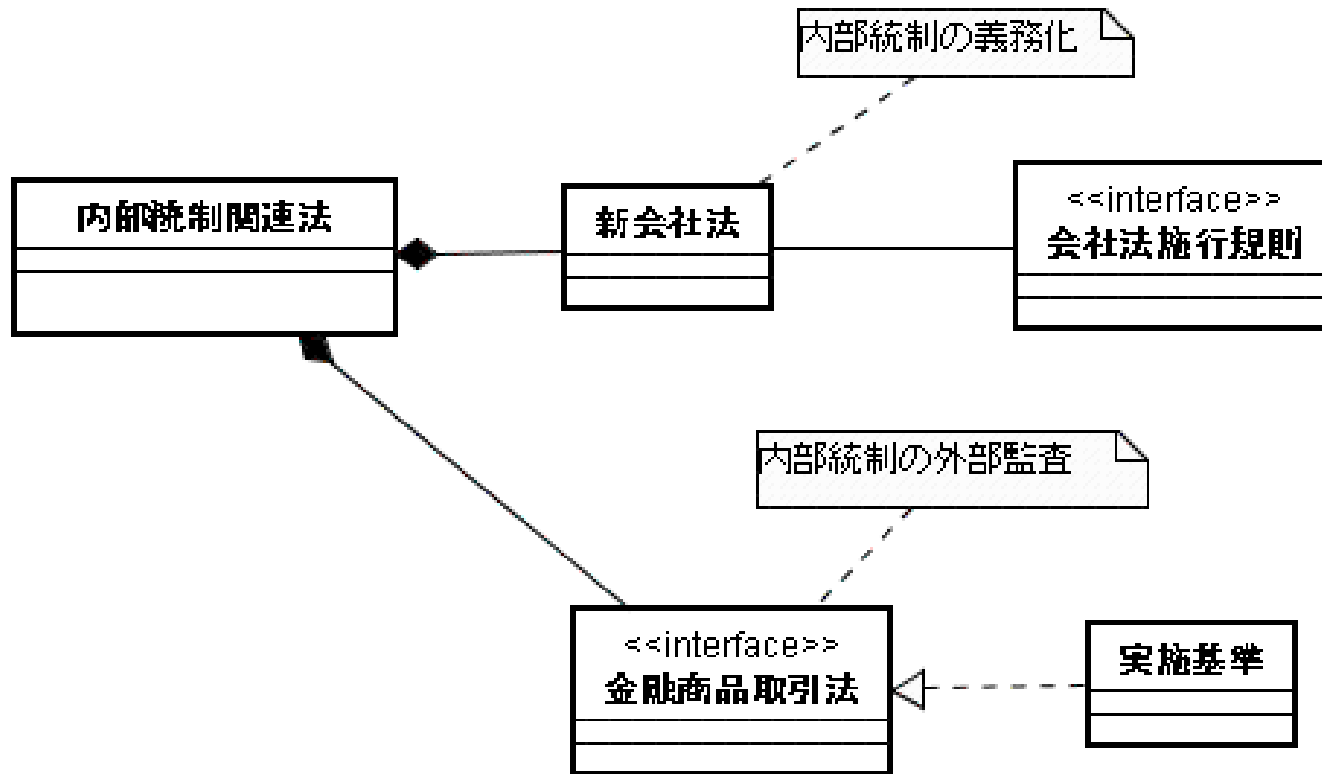 内部統制の義務化
内部統制関連法
新会社法
<<interface>>
会社法施行規則
内部統制の外部監査
<<interface>>
金融商品取引法
実施基準